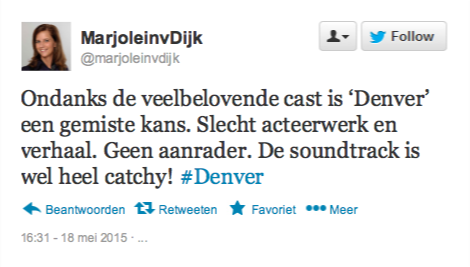 MarjoleinvDijk
@marjoleinvdijk
Follow
Ondanks de veelbelovende cast is ‘Denver’
een gemiste kans. Slecht acteerwerk en
verhaal. Geen aanrader. De soundtrack is
wel heel catchy! #Denver
Beantwoorden Retweeten Favoriet Meer
16:31 - 18 mei 2015 · ...